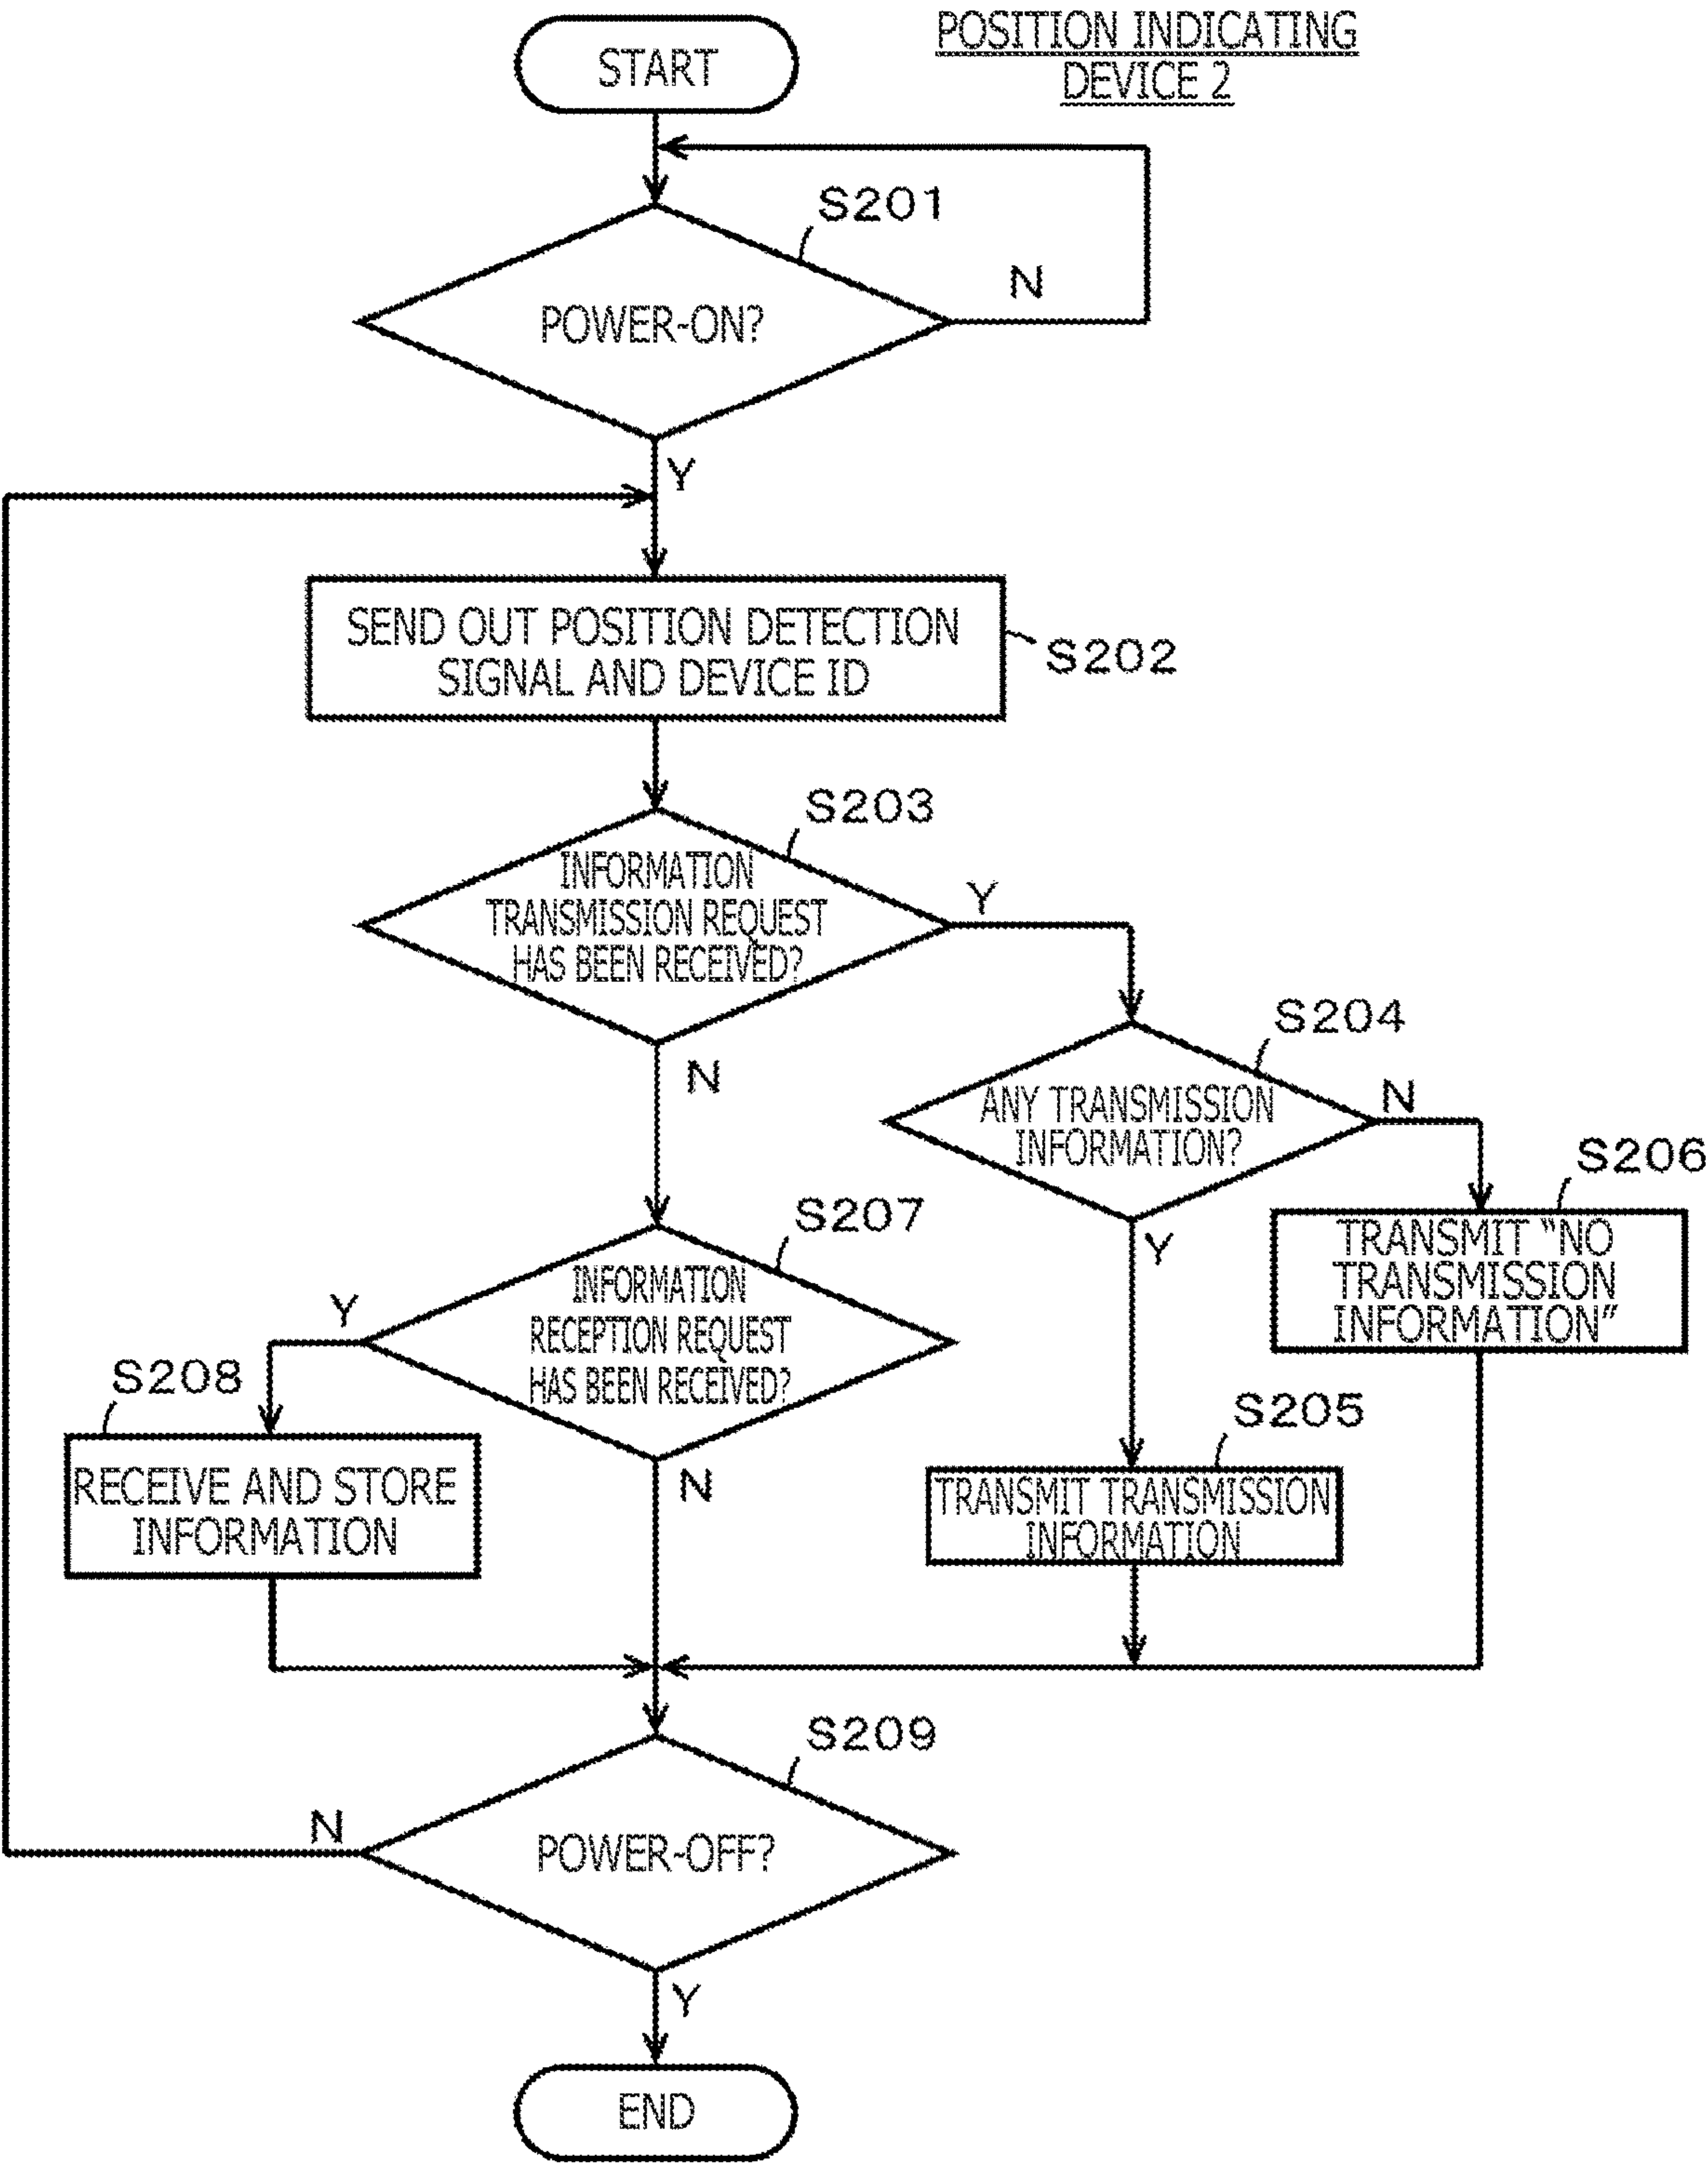 POSITION INDICATING
DEVICE 2
START
S201
POWER-ON?
N
Y
SEND OUT POSITION DETECTION
SIGNAL AND DEVICE ID
S202
S203
INFORMATION
TRANSMISSION REQUEST
HAS BEEN RECEIVED?
Y
N
S204
ANY TRANSMISSION
INFORMATION?
N
Y
S206
TRANSMIT “NO
TRANSMISSION
INFORMATION”
S207
INFORMATION
RECEPTION REQUEST
HAS BEEN RECEIVED?
Y
N
S208
RECEIVE AND STORE
INFORMATION
S205
TRANSMIT TRANSMISSION
INFORMATION
S209
POWER-OFF?
N
Y
END